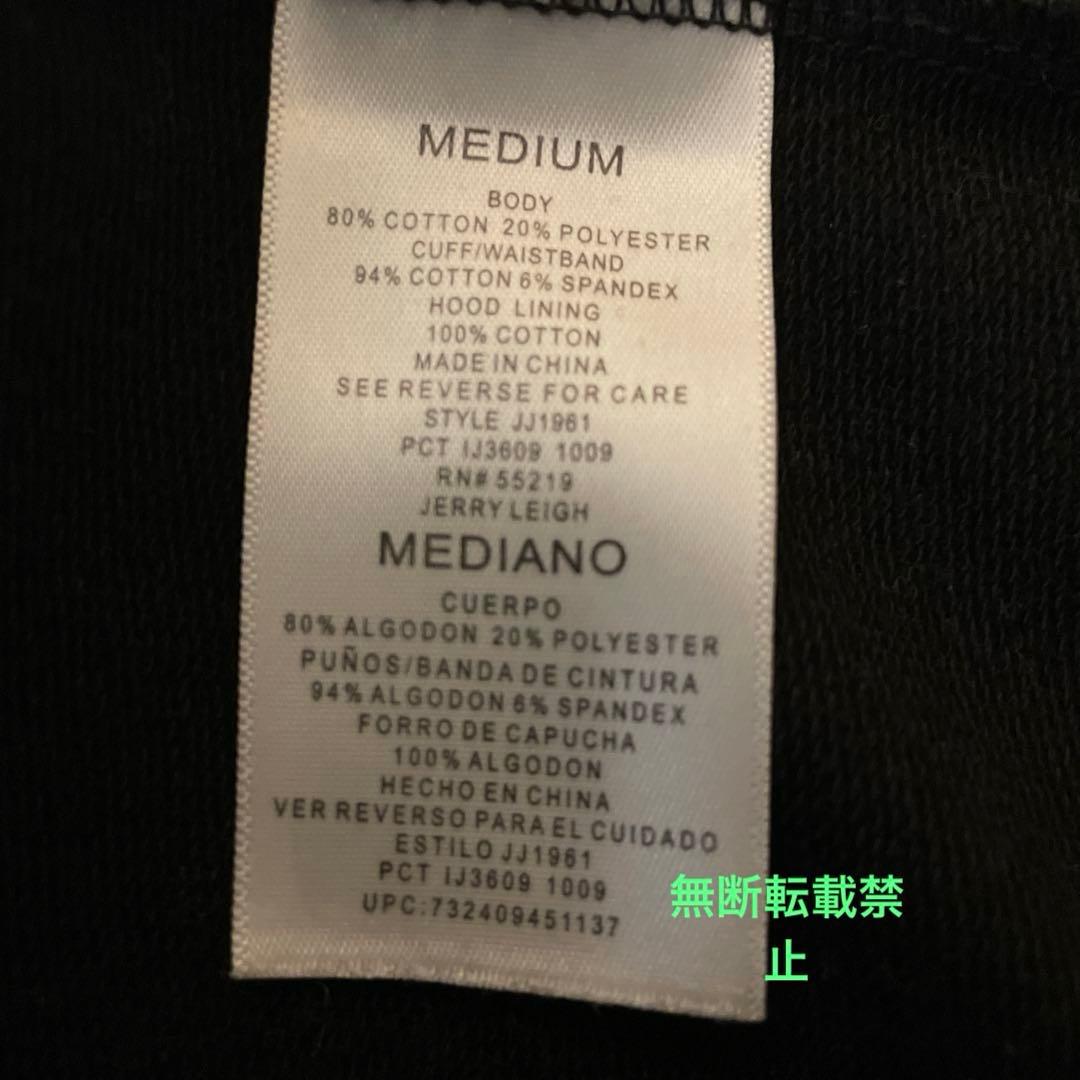 MEDIUM
BODY
80% COTTON 20% POLYESTER
CUFF/WAISTBAND
94% COTTON 6% SPANDEX
HOOD LINING
100% COTTON
MADE IN CHINA
SEE REVERSE FOR CARE
STYLE JJ1961
PCT IJ3609 1009
RN# 55219
JERRY LEIGH
MEDIANO
CUERPO
80% ALGODON 20% POLYESTER
PUÑOS/BANDA DE CINTURA
94% ALGODON 6% SPANDEX
FORRO DE CAPUCHA
100% ALGODON
HECHO EN CHINA
VER REVERSO PARA EL CUIDADO
ESTILO JJ1961
PCT IJ3609 1009
UPC:732409451137
無断転載禁
止